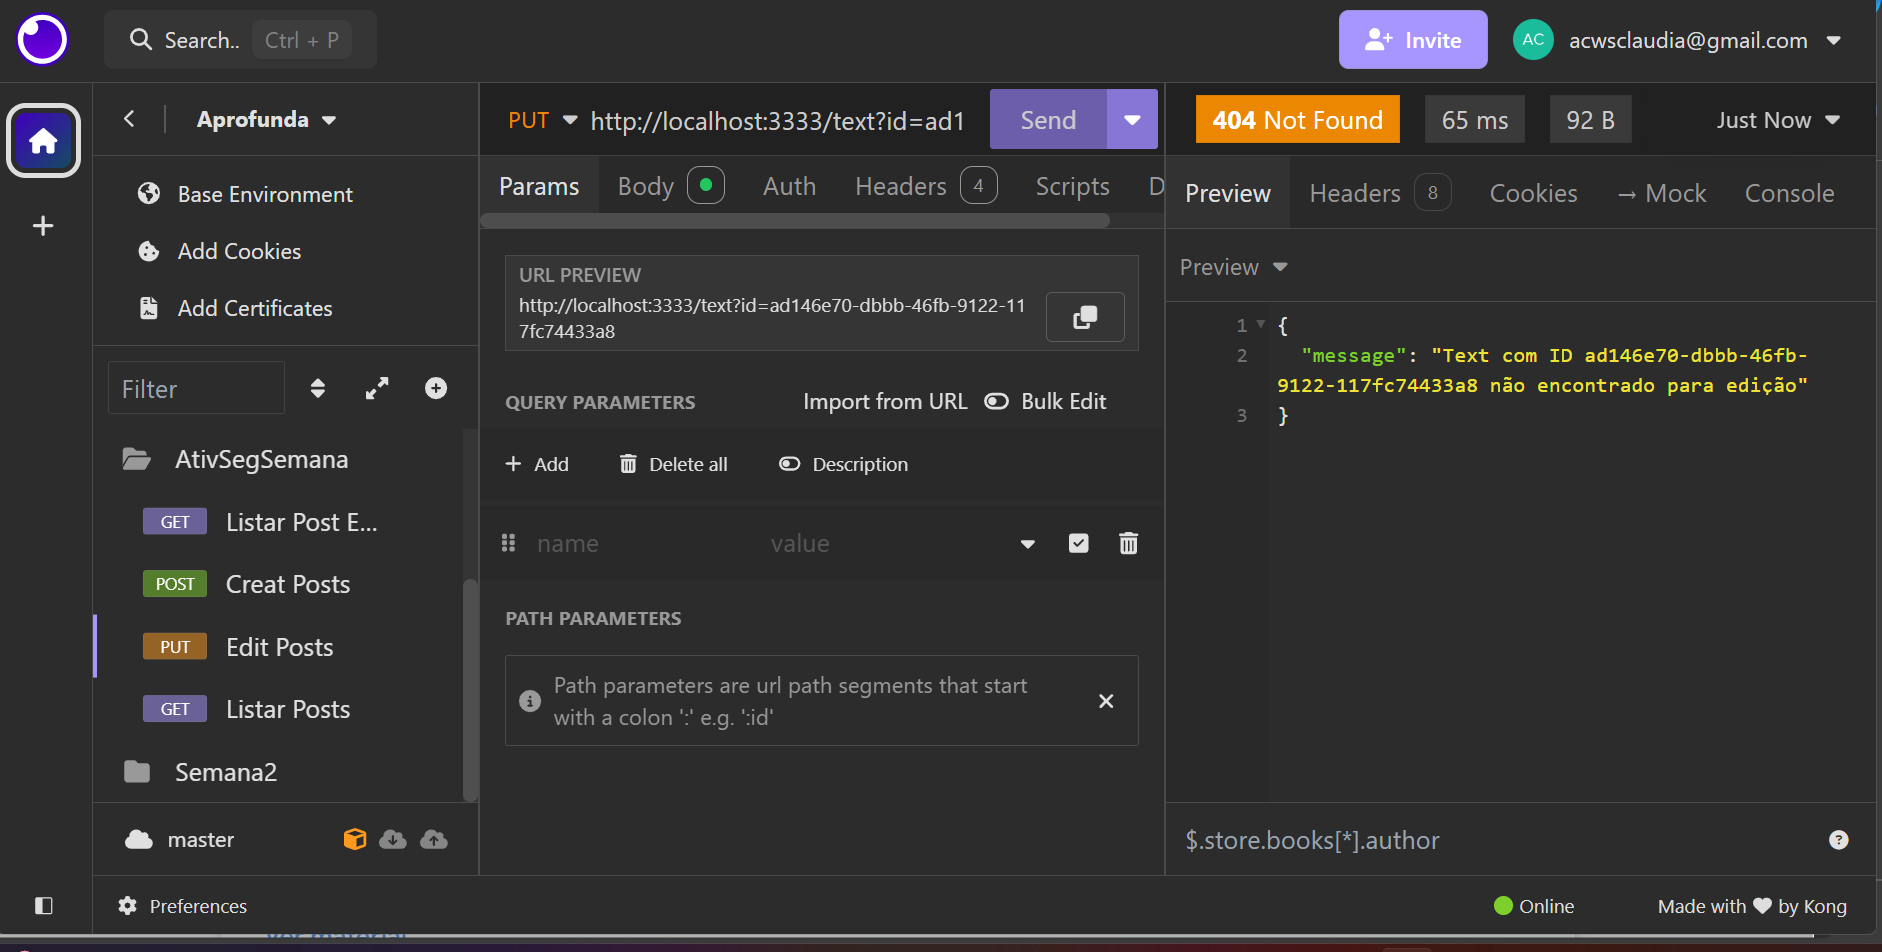 Search.. Ctrl + P
Invite
AC acwsclaudia@gmail.com
Aprofunda
Base Environment
Add Cookies
Add Certificates
Filter
AtivSegSemana
GET Listar Post E...
POST Creat Posts
PUT Edit Posts
GET Listar Posts
Semana2
master
PUT http://localhost:3333/text?id=ad1 Send
Params Body Auth Headers 4 Scripts D
URL PREVIEW
http://localhost:3333/text?id=ad146e70-dbbb-46fb-9122-11
7fc74433a8
QUERY PARAMETERS Import from URL Bulk Edit
Add Delete all Description
name value
PATH PARAMETERS
Path parameters are url path segments that start
with a colon ':' e.g. ':id'
404 Not Found 65 ms 92 B Just Now
Preview Headers 8 Cookies → Mock Console
Preview
1 {
2 "message": "Text com ID ad146e70-dbbb-46fb-
9122-117fc74433a8 não encontrado para edição"
3 }
$.store.books[*].author
Preferences
Online
Made with ❤ by Kong